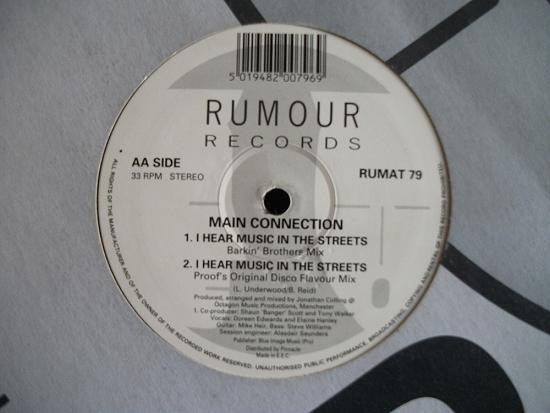 5 019482 007969
RUMOUR
RECORDS
AA SIDE
33 RPM STEREO
RUMAT 79
MAIN CONNECTION
1. I HEAR MUSIC IN THE STREETS
Barkin' Brothers Mix
2. I HEAR MUSIC IN THE STREETS
Proof's Original Disco Flavour Mix
(L. Underwood/B. Reid)
Produced, arranged and mixed by Jonathan Colling @
Octagon Music Productions, Manchester
1. Co-producer: Shaun 'Banger' Scott and Tony Walker
Vocals: Doreen Edwards and Elaine Hanley
Guitar: Mike Heir, Bass: Steve Williams
Session engineer: Alasdair Saunders
Publisher: Blue Image Music (Prs)
Distributed by Pinnacle
Made in E.E.C.
• ALL RIGHTS OF THE MANUFACTURER AND OF THE OWNER OF THE RECORDED WORK RESERVED. UNAUTHORISED PUBLIC PERFORMANCE, BROADCASTING, COPYING AND RE-RENTAL OF THIS RECORD PROHIBITED.